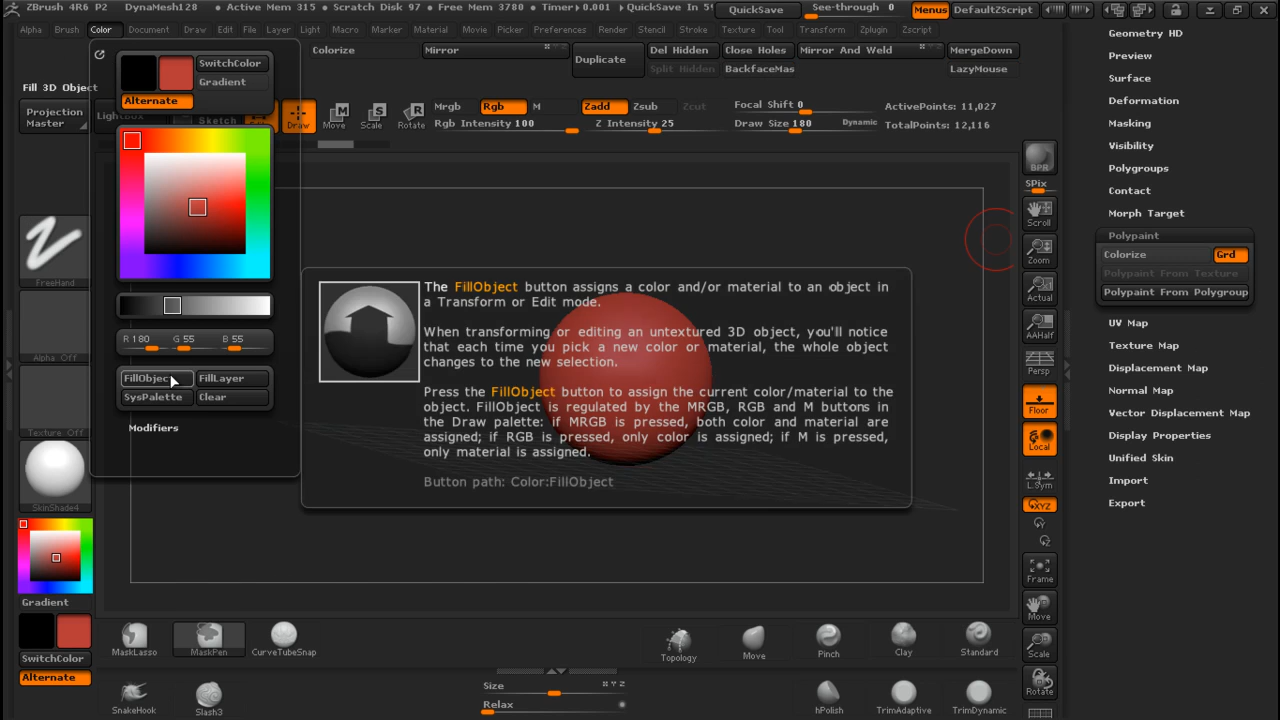 ZBrush 4R6 P2 DynaMesh128 • Active Mem 315 • Scratch Disk 97 • Free Mem 3780 • Timer▸0.001 • QuickSave In 5 QuickSave See-through 0 Menus DefaultZScript
Alpha Brush Color Document Draw Edit File Layer Light Macro Marker Material Movie Picker Preferences Render Stencil Stroke Texture Tool Transform Zplugin Zscript
Geometry HD
Preview
Surface
Deformation
Masking
Visibility
Polygroups
Contact
Morph Target
Polypaint
Colorize Grd
Polypaint From Texture
Polypaint From Polygroup
UV Map
Texture Map
Displacement Map
Normal Map
Vector Displacement Map
Display Properties
Unified Skin
Import
Export
Colorize Mirror X Y Z Duplicate Del Hidden Close Holes Mirror And Weld X Y Z MergeDown
Split Hidden BackfaceMas LazyMouse
Fill 3D Object
Projection
Master
LightBox Sketch Draw Move Scale Rotate
Mrgb Rgb M Zadd Zsub Zcut Focal Shift 0 ActivePoints: 11,027
Rgb Intensity 100 Z Intensity 25 Draw Size 180 Dynamic TotalPoints: 12,116
SwitchColor
Gradient
Alternate
R 180 G 55 B 55
FillObject FillLayer
SysPalette Clear
Modifiers
FreeHand
Alpha Off
Texture Off
SkinShade4
Gradient
SwitchColor
Alternate
The FillObject button assigns a color and/or material to an object in
a Transform or Edit mode.
When transforming or editing an untextured 3D object, you'll notice
that each time you pick a new color or material, the whole object
changes to the new selection.
Press the FillObject button to assign the current color/material to the
object. FillObject is regulated by the MRGB, RGB and M buttons in
the Draw palette: if MRGB is pressed, both color and material are
assigned; if RGB is pressed, only color is assigned; if M is pressed,
only material is assigned.
Button path: Color:FillObject
BPR
SPix
Scroll
Zoom
Actual
AAHalf
Persp
Floor
Local
L.Sym
XYZ
Y
Z
Frame
Move
Scale
Rotate
MaskLasso MaskPen CurveTubeSnap Topology Move Pinch Clay Standard
SnakeHook Slash3 Size X Y Z hPolish TrimAdaptive TrimDynamic
Relax